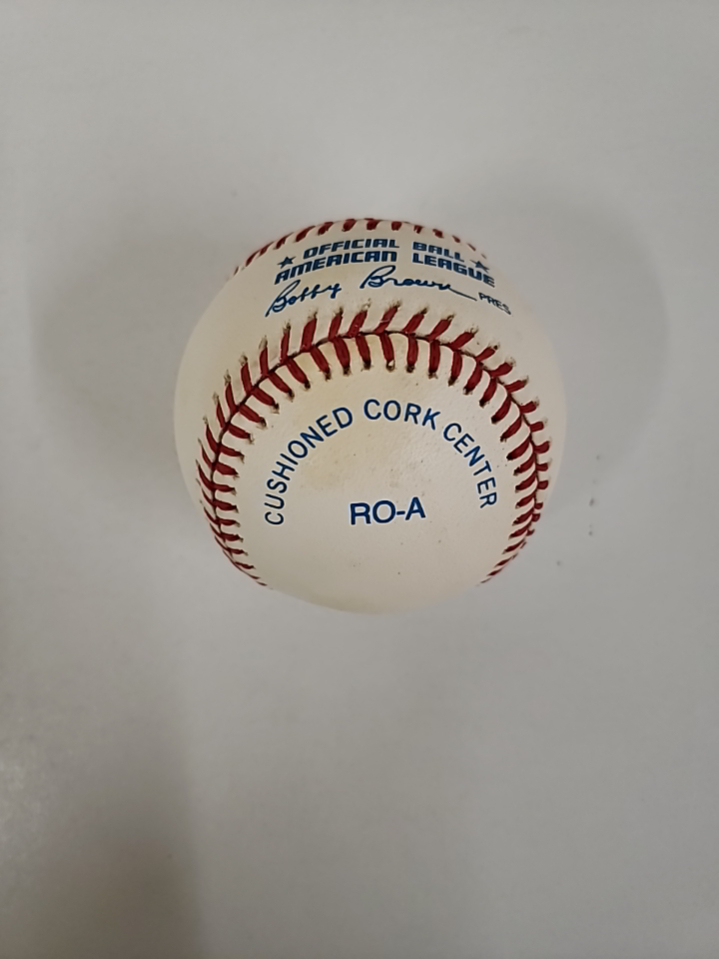 ★ OFFICIAL BALL ★
AMERICAN LEAGUE
Bobby Brown PRES
CUSHIONED CORK CENTER
RO-A